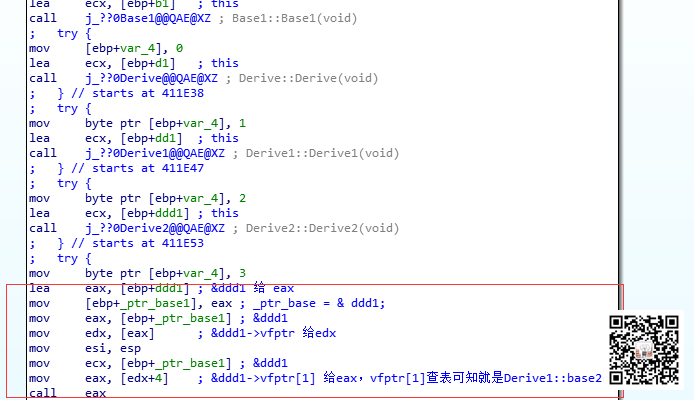 lea ecx, [ebp+b1] ; this
call j_??0Base1@@QAE@XZ ; Base1::Base1(void)
; try {
mov [ebp+var_4], 0
lea ecx, [ebp+d1] ; this
call j_??0Derive@@QAE@XZ ; Derive::Derive(void)
; } // starts at 411E38
; try {
mov byte ptr [ebp+var_4], 1
lea ecx, [ebp+dd1] ; this
call j_??0Derive1@@QAE@XZ ; Derive1::Derive1(void)
; } // starts at 411E47
; try {
mov byte ptr [ebp+var_4], 2
lea ecx, [ebp+ddd1] ; this
call j_??0Derive2@@QAE@XZ ; Derive2::Derive2(void)
; } // starts at 411E53
; try {
mov byte ptr [ebp+var_4], 3
lea eax, [ebp+ddd1] ; &ddd1 给 eax
mov [ebp+_ptr_base1], eax ; _ptr_base = & ddd1;
mov eax, [ebp+_ptr_base1] ; &ddd1
mov edx, [eax] ; &ddd1->vfptr 给edx
mov esi, esp
mov ecx, [ebp+_ptr_base1] ; &ddd1
mov eax, [edx+4] ; &ddd1->vfptr[1] 给eax，vfptr[1]查表可知就是Derive1::base2
call eax